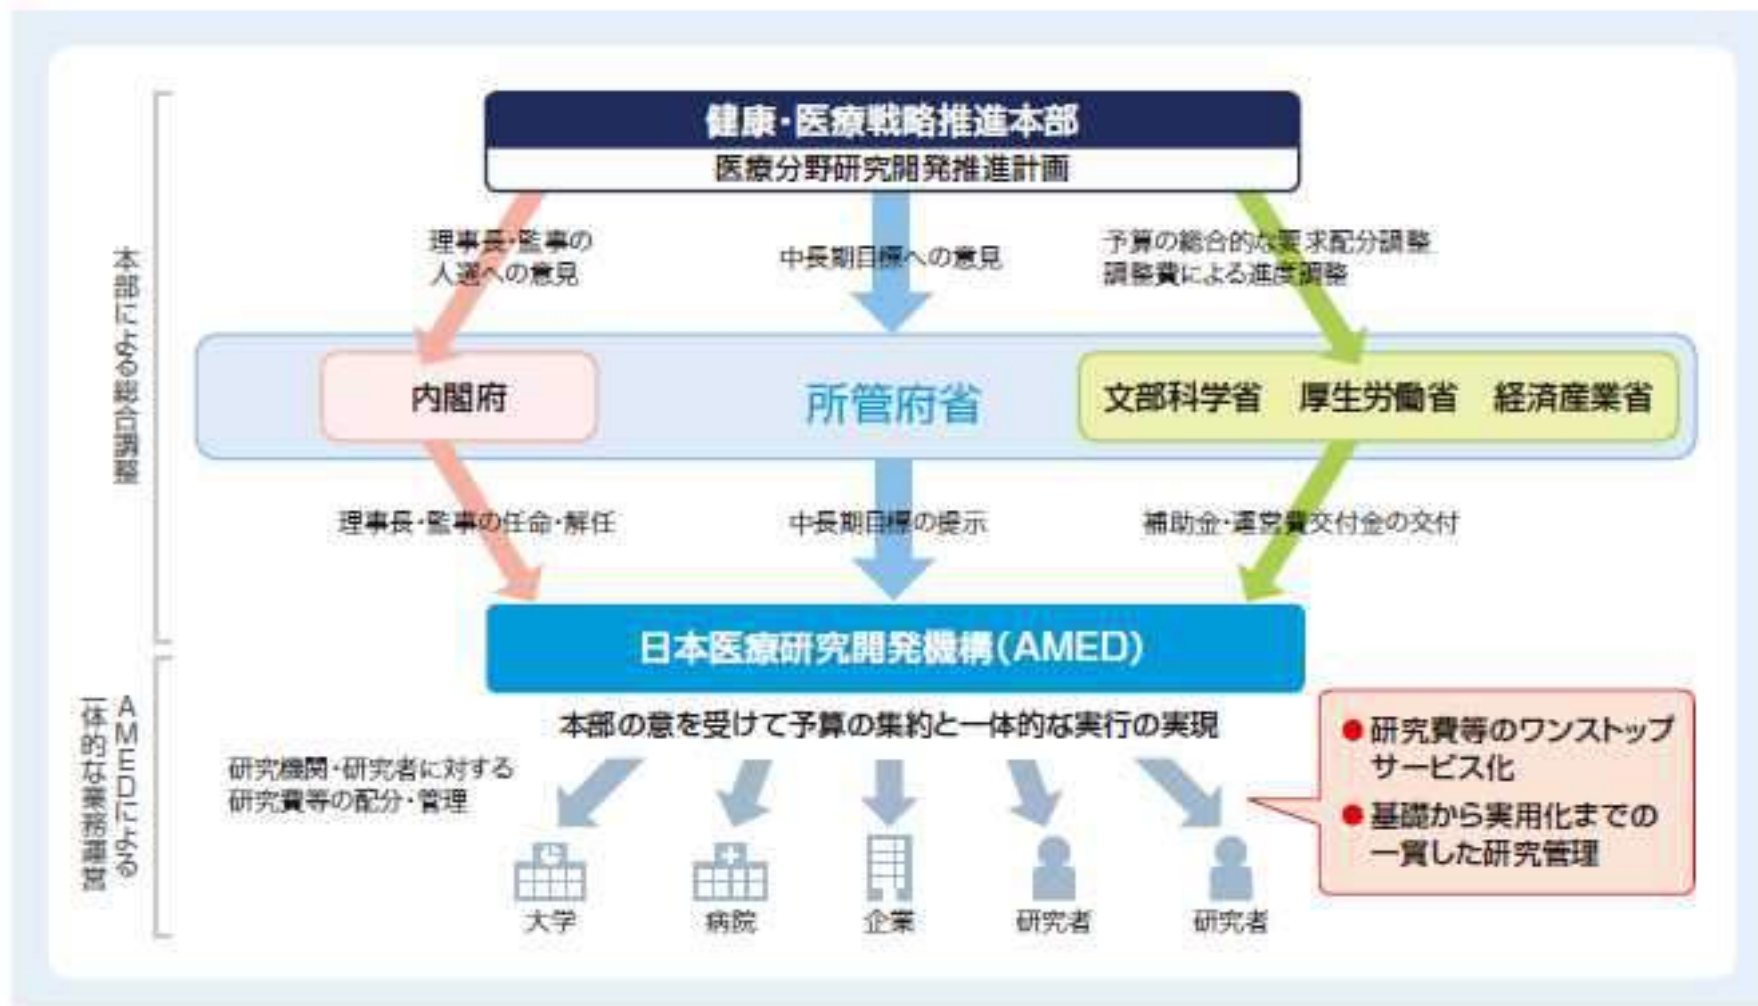 健康・医療戦略推進本部
医療分野研究開発推進計画
理事長・監事の
人選への意見
中長期目標への意見
予算の総合的な要求配分調整
調整費による進度調整
本部による総合調整
内閣府
所管府省
文部科学省 厚生労働省 経済産業省
理事長・監事の任命・解任
中長期目標の提示
補助金・運営費交付金の交付
日本医療研究開発機構(AMED)
本部の意を受けて予算の集約と一体的な実行の実現
AMEDによる
一体的な業務運営
研究機関・研究者に対する
研究費等の配分・管理
●研究費等のワンストップ
サービス化
●基礎から実用化までの
一貫した研究管理
大学
病院
企業
研究者
研究者